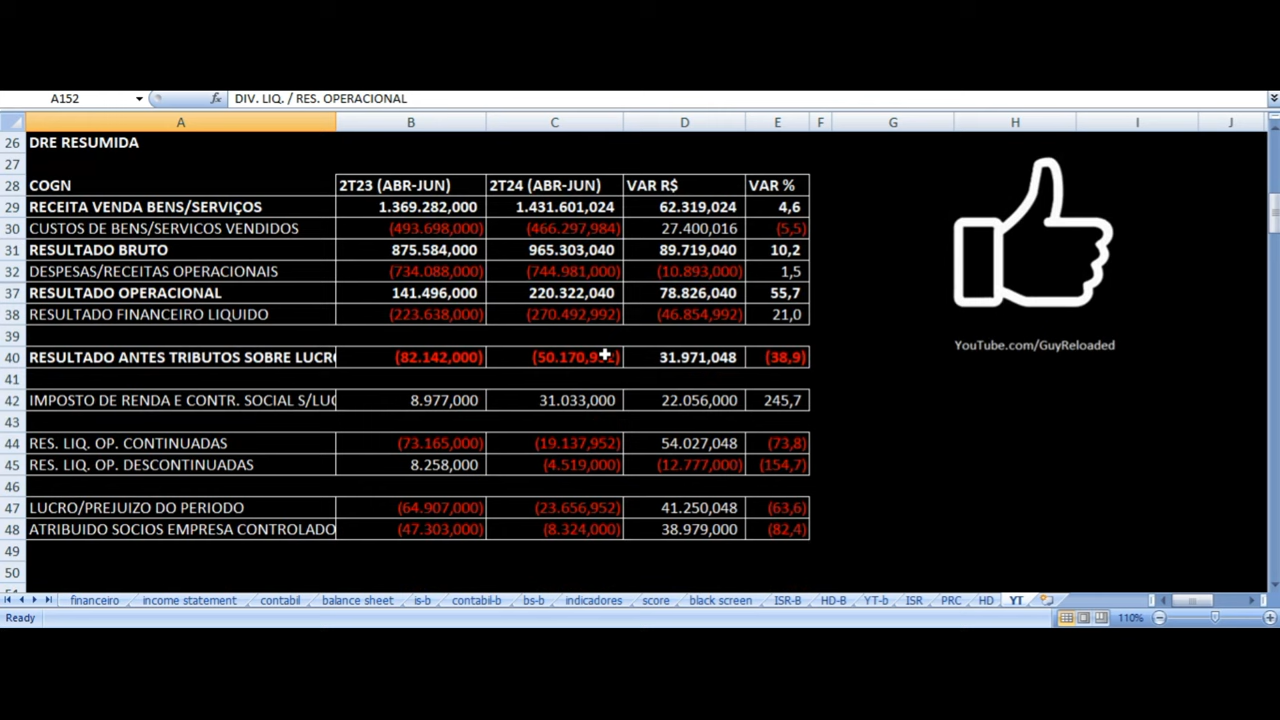 A152 fx DIV. LIQ. / RES. OPERACIONAL
A B C D E F G H I J
26 DRE RESUMIDA
27
28 COGN 2T23 (ABR-JUN) 2T24 (ABR-JUN) VAR R$ VAR %
29 RECEITA VENDA BENS/SERVIÇOS 1.369.282,000 1.431.601,024 62.319,024 4,6
30 CUSTOS DE BENS/SERVICOS VENDIDOS (493.698,000) (466.297,984) 27.400,016 (5,5)
31 RESULTADO BRUTO 875.584,000 965.303,040 89.719,040 10,2
32 DESPESAS/RECEITAS OPERACIONAIS (734.088,000) (744.981,000) (10.893,000) 1,5
37 RESULTADO OPERACIONAL 141.496,000 220.322,040 78.826,040 55,7
38 RESULTADO FINANCEIRO LIQUIDO (223.638,000) (270.492,992) (46.854,992) 21,0
39
40 RESULTADO ANTES TRIBUTOS SOBRE LUCRO (82.142,000) 31.971,048 (38,9)
41
42 IMPOSTO DE RENDA E CONTR. SOCIAL S/LUC 8.977,000 31.033,000 22.056,000 245,7
43
44 RES. LIQ. OP. CONTINUADAS (73.165,000) (19.137,952) 54.027,048 (73,8)
45 RES. LIQ. OP. DESCONTINUADAS 8.258,000 (4.519,000) (12.777,000) (154,7)
46
47 LUCRO/PREJUIZO DO PERIODO (64.907,000) (23.656,952) 41.250,048 (63,6)
48 ATRIBUIDO SOCIOS EMPRESA CONTROLADO (47.303,000) (8.324,000) 38.979,000 (82,4)
49
50
YouTube.com/GuyReloaded
financeiro income statement contabil balance sheet is-b contabil-b bs-b indicadores score black screen ISR-B HD-B YT-b ISR PRC HD YT
Ready 110%